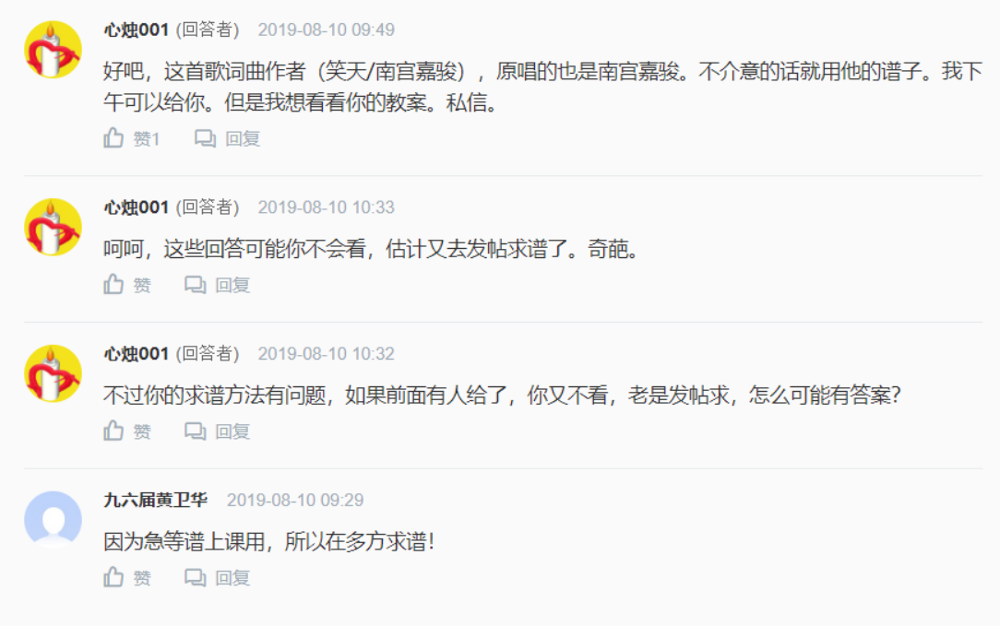 心烛001 (回答者) 2019-08-10 09:49
好吧，这首歌词曲作者（笑天/南宫嘉骏），原唱的也是南宫嘉骏。不介意的话就用他的谱子。我下
午可以给你。但是我想看看你的教案。私信。
赞1 回复
心烛001 (回答者) 2019-08-10 10:33
呵呵，这些回答可能你不会看，估计又去发帖求谱了。奇葩。
赞 回复
心烛001 (回答者) 2019-08-10 10:32
不过你的求谱方法有问题，如果前面有人给了，你又不看，老是发帖求，怎么可能有答案？
赞 回复
九六届黄卫华 2019-08-10 09:29
因为急等谱上课用，所以在多方求谱！
赞 回复